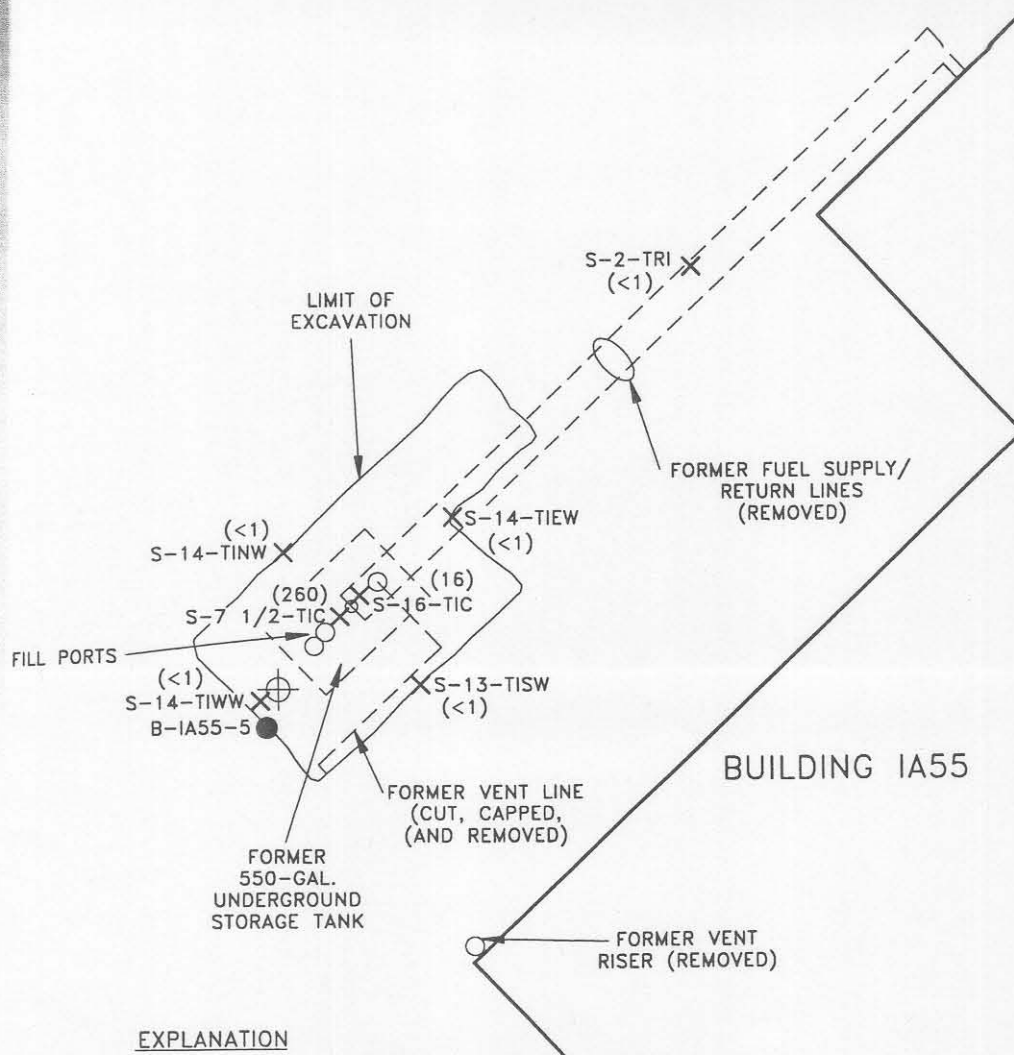 S-2-TRI
(<1)
LIMIT OF
EXCAVATION
FORMER FUEL SUPPLY/
RETURN LINES
(REMOVED)
(<1)
S-14-TINW
S-14-TIEW
(<1)
(260)
S-7 1/2-TIC
(16)
S-16-TIC
FILL PORTS
(<1)
S-14-TIWW
B-IA55-5
S-13-TISW
(<1)
BUILDING IA55
FORMER VENT LINE
(CUT, CAPPED,
(AND REMOVED)
FORMER
550-GAL.
UNDERGROUND
STORAGE TANK
FORMER VENT
RISER (REMOVED)
EXPLANATION